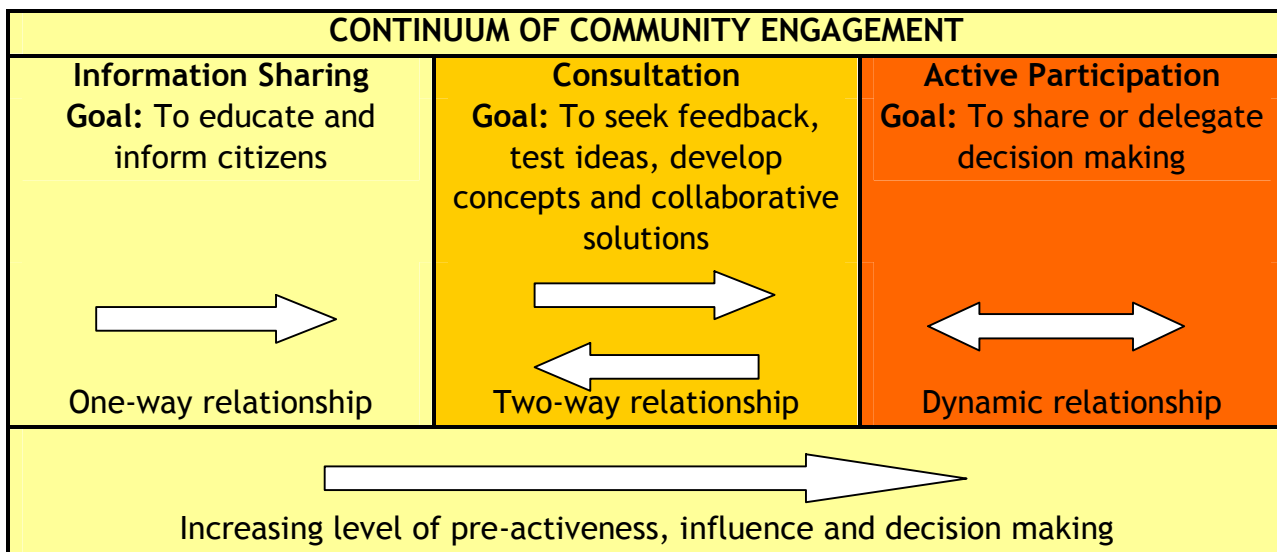 CONTINUUM OF COMMUNITY ENGAGEMENT
Information Sharing
Goal: To educate and
inform citizens
One-way relationship
Consultation
Goal: To seek feedback,
test ideas, develop
concepts and collaborative
solutions
Two-way relationship
Active Participation
Goal: To share or delegate
decision making
Dynamic relationship
Increasing level of pre-activeness, influence and decision making